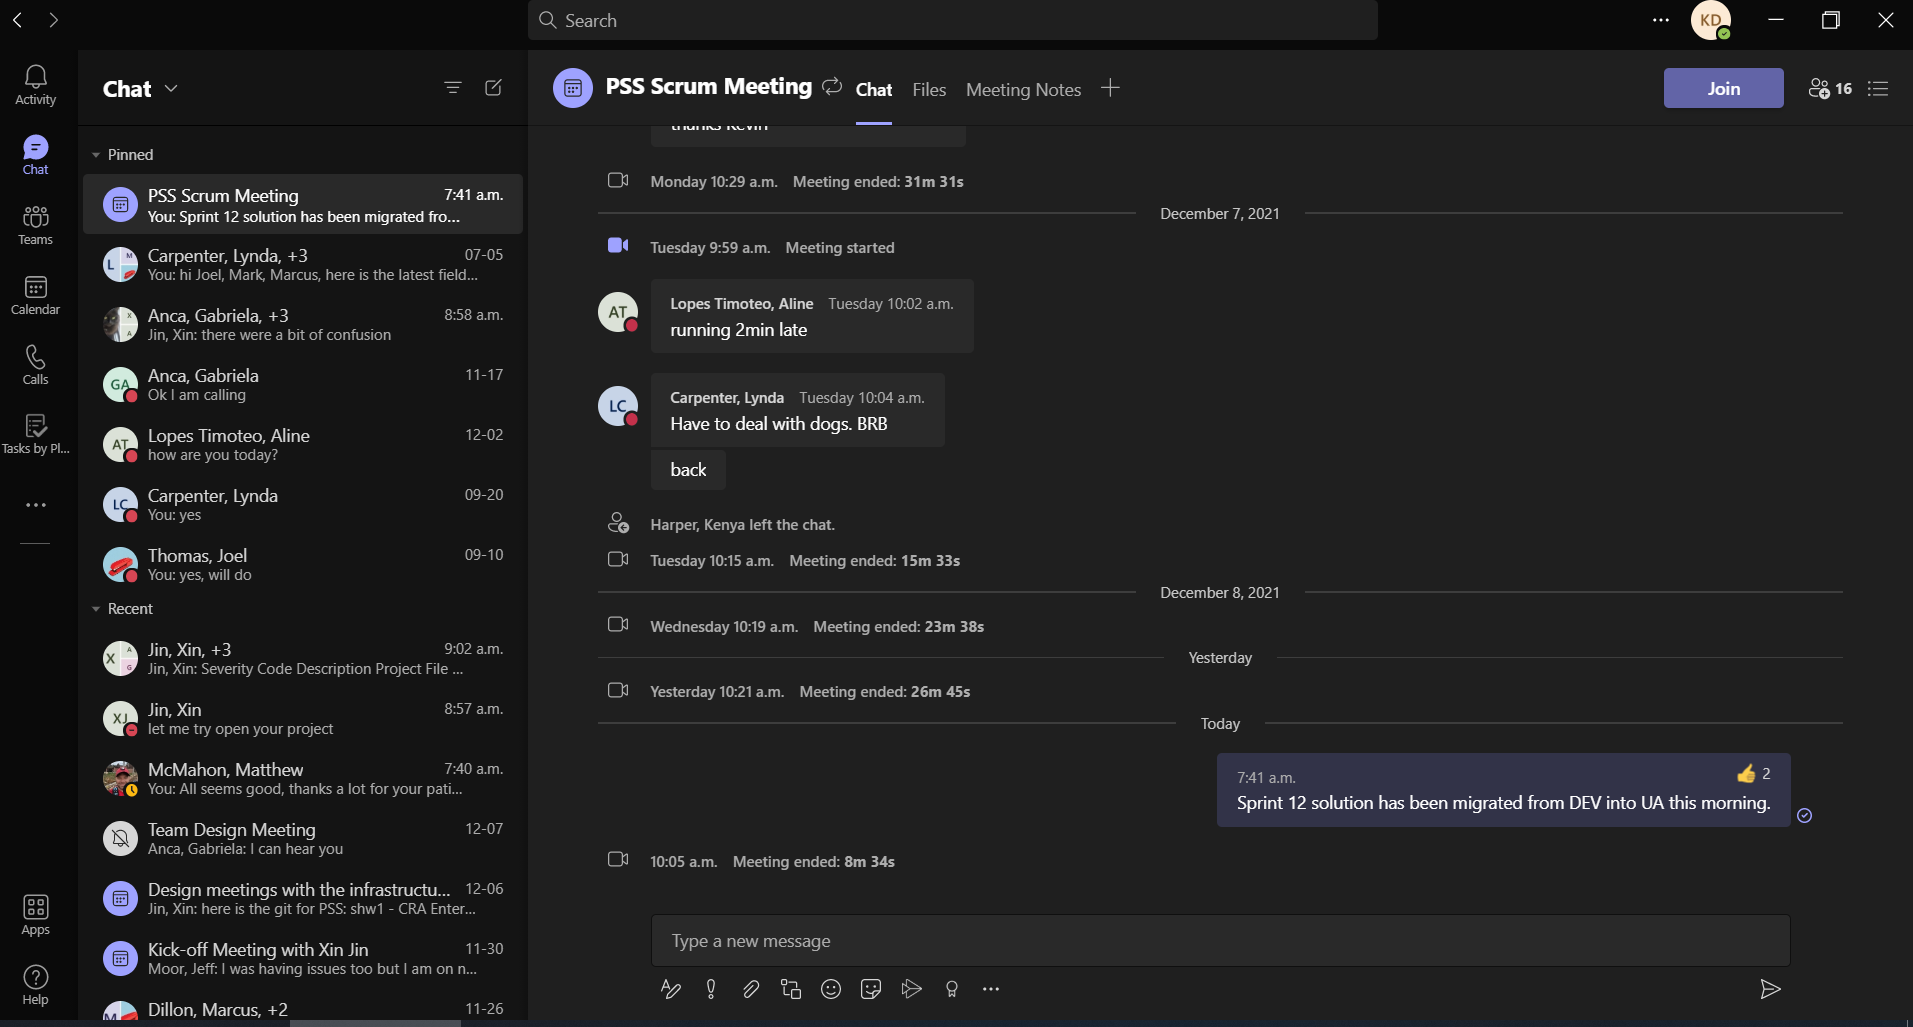 Search
KD
Activity
Chat
Teams
Calendar
Calls
Tasks by Pl...
Apps
Help
Chat
Pinned
PSS Scrum Meeting 7:41 a.m.
You: Sprint 12 solution has been migrated fro...
L M
Carpenter, Lynda, +3 07-05
You: hi Joel, Mark, Marcus, here is the latest field...
X A
Anca, Gabriela, +3 8:58 a.m.
Jin, Xin: there were a bit of confusion
GA
Anca, Gabriela 11-17
Ok I am calling
AT
Lopes Timoteo, Aline 12-02
how are you today?
LC
Carpenter, Lynda 09-20
You: yes
Thomas, Joel 09-10
You: yes, will do
Recent
X A G
Jin, Xin, +3 9:02 a.m.
Jin, Xin: Severity Code Description Project File ...
XJ
Jin, Xin 8:57 a.m.
let me try open your project
McMahon, Matthew 7:40 a.m.
You: All seems good, thanks a lot for your pati...
Team Design Meeting 12-07
Anca, Gabriela: I can hear you
Design meetings with the infrastructu... 12-06
Jin, Xin: here is the git for PSS: shw1 - CRA Enter...
Kick-off Meeting with Xin Jin 11-30
Moor, Jeff: I was having issues too but I am on n...
M
Dillon, Marcus, +2 11-26
PSS Scrum Meeting Chat Files Meeting Notes Join 16
thanks Kevin
Monday 10:29 a.m. Meeting ended: 31m 31s
December 7, 2021
Tuesday 9:59 a.m. Meeting started
AT
Lopes Timoteo, Aline Tuesday 10:02 a.m.
running 2min late
LC
Carpenter, Lynda Tuesday 10:04 a.m.
Have to deal with dogs. BRB
back
Harper, Kenya left the chat.
Tuesday 10:15 a.m. Meeting ended: 15m 33s
December 8, 2021
Wednesday 10:19 a.m. Meeting ended: 23m 38s
Yesterday
Yesterday 10:21 a.m. Meeting ended: 26m 45s
Today
7:41 a.m. 2
Sprint 12 solution has been migrated from DEV into UA this morning.
10:05 a.m. Meeting ended: 8m 34s
Type a new message